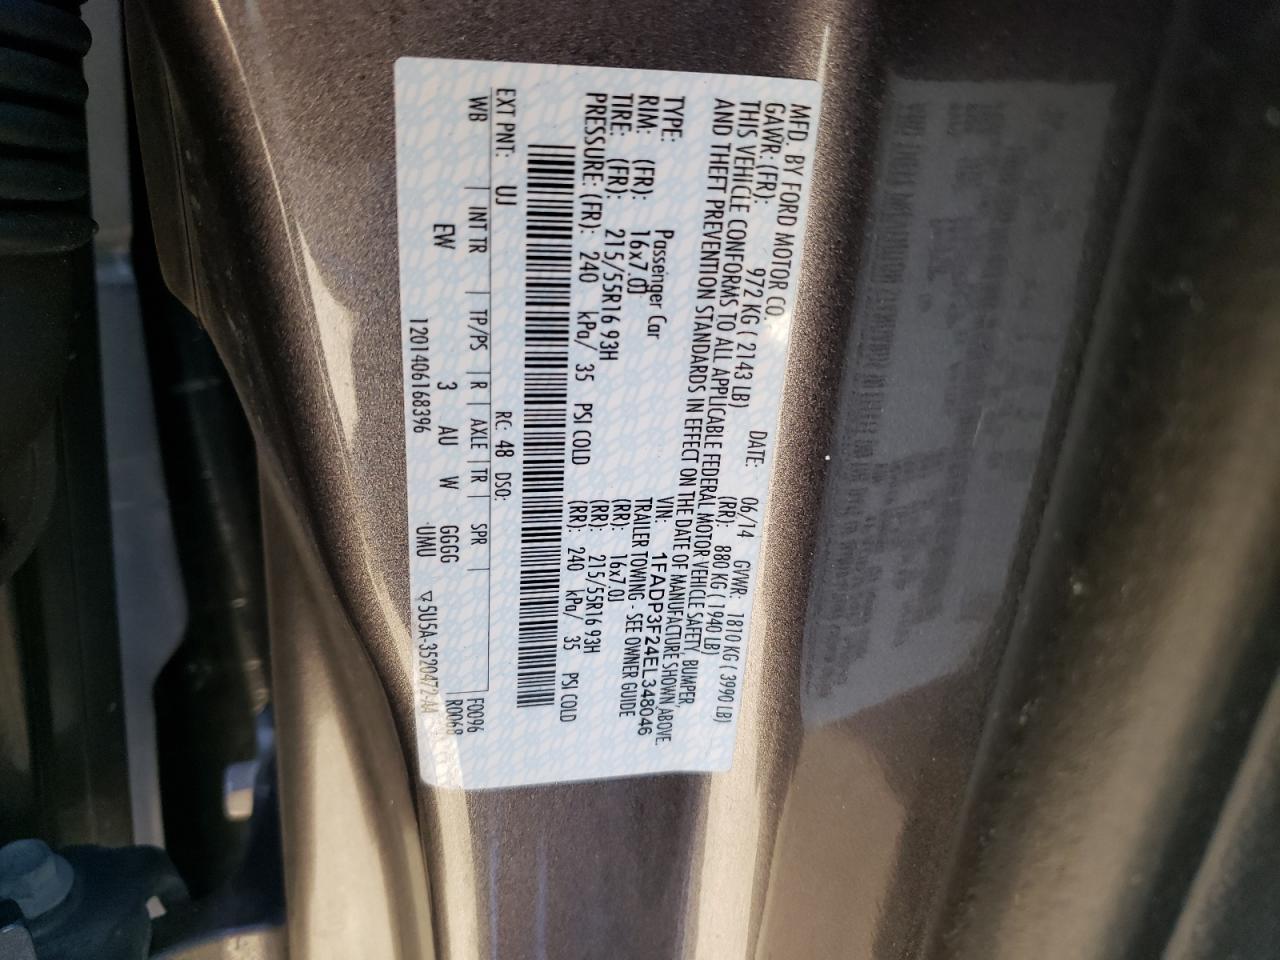 MFD. BY FORD MOTOR CO.
DATE: 06/14 GVWR: 1810 KG ( 3990 LB)
GAWR: (FR): 972 KG ( 2143 LB) (RR): 880 KG ( 1940 LB)
THIS VEHICLE CONFORMS TO ALL APPLICABLE FEDERAL MOTOR VEHICLE SAFETY, BUMPER,
AND THEFT PREVENTION STANDARDS IN EFFECT ON THE DATE OF MANUFACTURE SHOWN ABOVE.
VIN: 1FADP3F24EL348046
TYPE: Passenger Car TRAILER TOWING - SEE OWNER GUIDE
RIM: (FR): 16x7.0J (RR): 16x7.0J
TIRE: (FR): 215/55R16 93H (RR): 215/55R16 93H
PRESSURE: (FR): 240 kPa/ 35 PSI COLD (RR): 240 kPa/ 35 PSI COLD
EXT PNT: UJ RC: 48 DSO: F0096
WB INT TR TP/PS R AXLE TR SPR R0068
EW 3 AU W GGGG
1201406168396 UMU 5U5A-3520472-AA